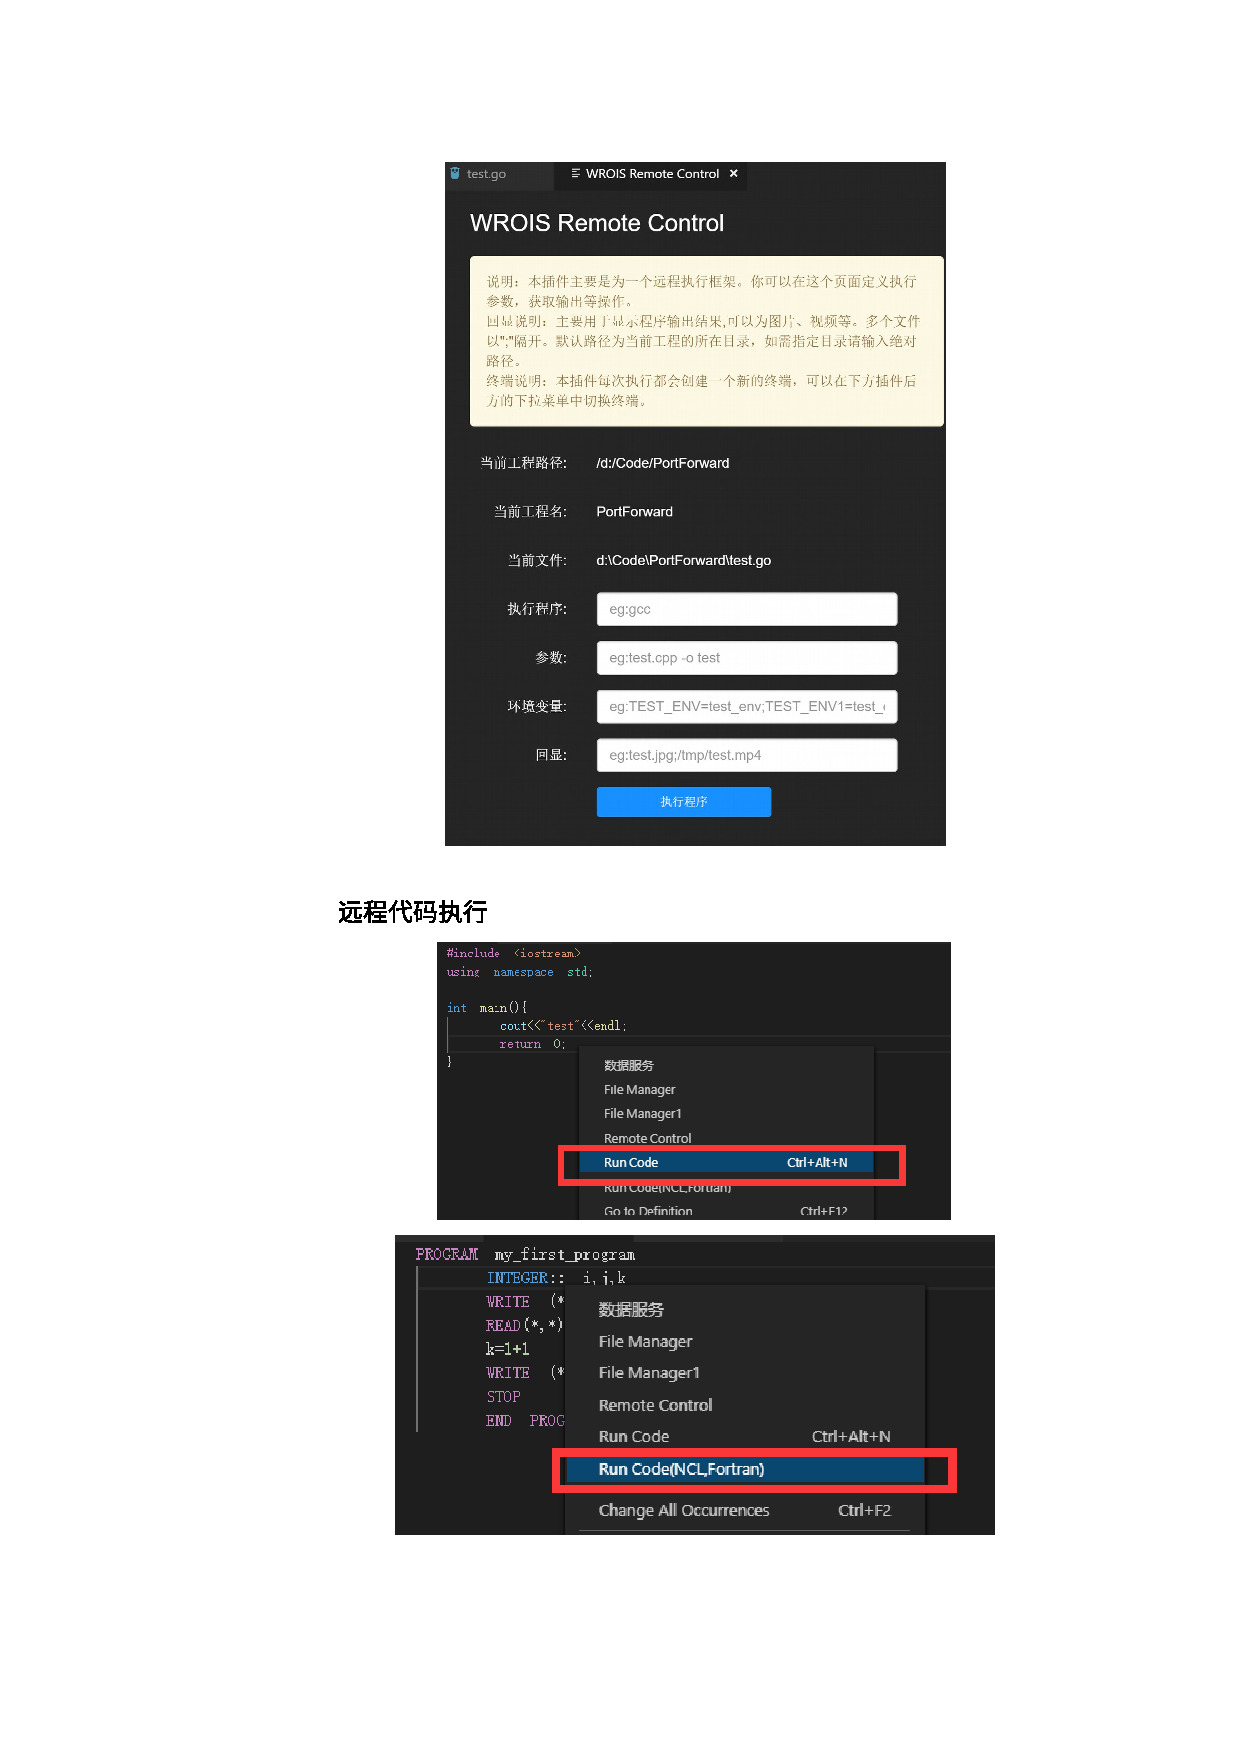 test.go
WROIS Remote Control ×
WROIS Remote Control
说明：本插件主要是为一个远程执行框架。你可以在这个页面定义执行
参数，获取输出等操作。
回显说明：主要用于显示程序输出结果,可以为图片、视频等。多个文件
以";"隔开。默认路径为当前工程的所在目录，如需指定目录请输入绝对
路径。
终端说明：本插件每次执行都会创建一个新的终端，可以在下方插件后
方的下拉菜单中切换终端。
当前工程路径: /d:/Code/PortForward
当前工程名: PortForward
当前文件: d:\Code\PortForward\test.go
执行程序: eg:gcc
参数: eg:test.cpp -o test
环境变量: eg:TEST_ENV=test_env;TEST_ENV1=test_
回显: eg:test.jpg;/tmp/test.mp4
执行程序
远程代码执行
#include <iostream>
using namespace std;
int main(){
cout<<"test"<<endl;
return 0;
}
数据服务
File Manager
File Manager1
Remote Control
Run Code Ctrl+Alt+N
Run Code(NCL,Fortran)
Go to Definition Ctrl+F12
PROGRAM my_first_program
INTEGER:: i,j,k
WRITE (*
READ(*,*)
k=1+1
WRITE (*
STOP
END PROG
数据服务
File Manager
File Manager1
Remote Control
Run Code Ctrl+Alt+N
Run Code(NCL,Fortran)
Change All Occurrences Ctrl+F2